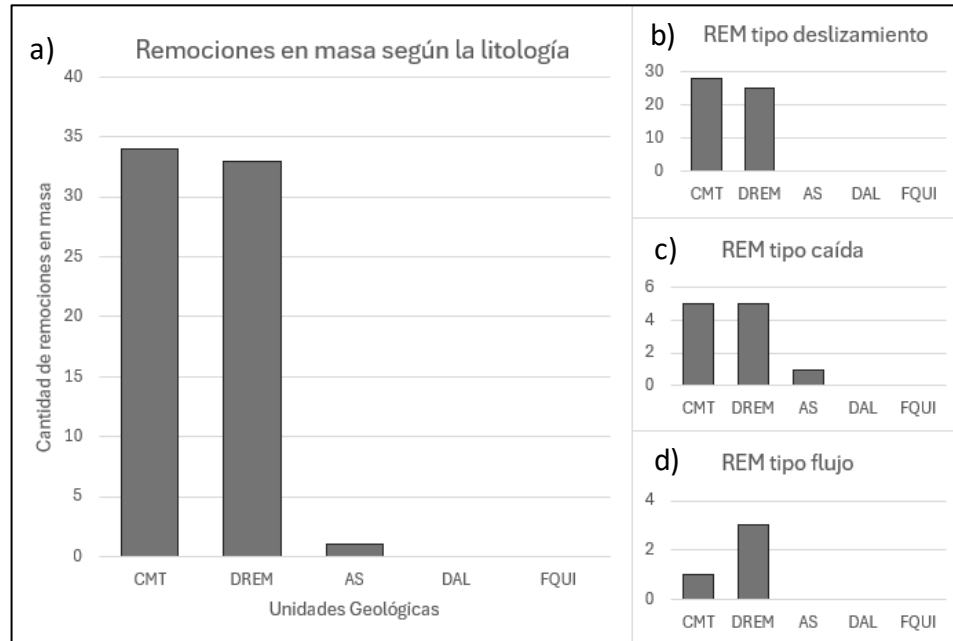 a)
Remociones en masa según la litología
Cantidad de remociones en masa
40
35
30
25
20
15
10
5
0
CMT DREM AS DAL FQUI
Unidades Geológicas
b)
REM tipo deslizamiento
30
20
10
0
CMT DREM AS DAL FQUI
c)
REM tipo caída
6
4
2
0
CMT DREM AS DAL FQUI
d)
REM tipo flujo
4
2
0
CMT DREM AS DAL FQUI